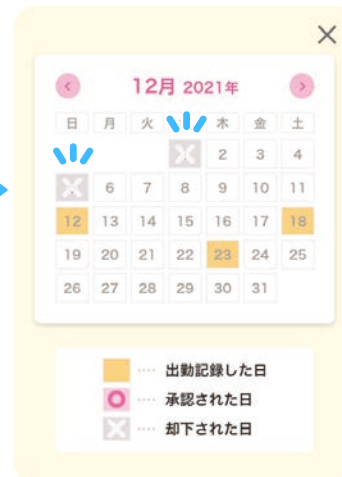 12月 2021年
日 月 火 木 金 土
2 3 4
6 7 8 9 10 11
12 13 14 15 16 17 18
19 20 21 22 23 24 25
26 27 28 29 30 31
···· 出勤記録した日
···· 承認された日
···· 却下された日